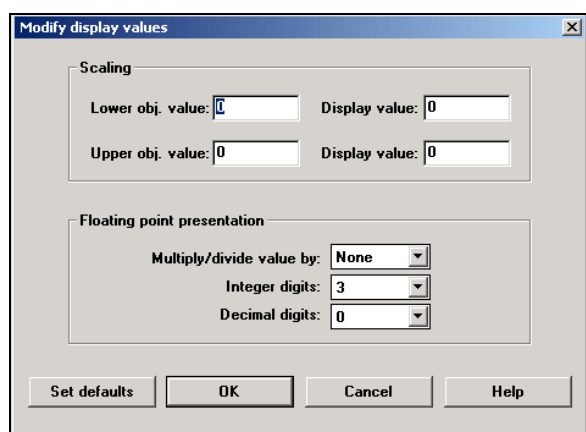 Modify display values
Scaling
Lower obj. value: 0 Display value: 0
Upper obj. value: 0 Display value: 0
Floating point presentation
Multiply/divide value by: None
Integer digits: 3
Decimal digits: 0
Set defaults OK Cancel Help